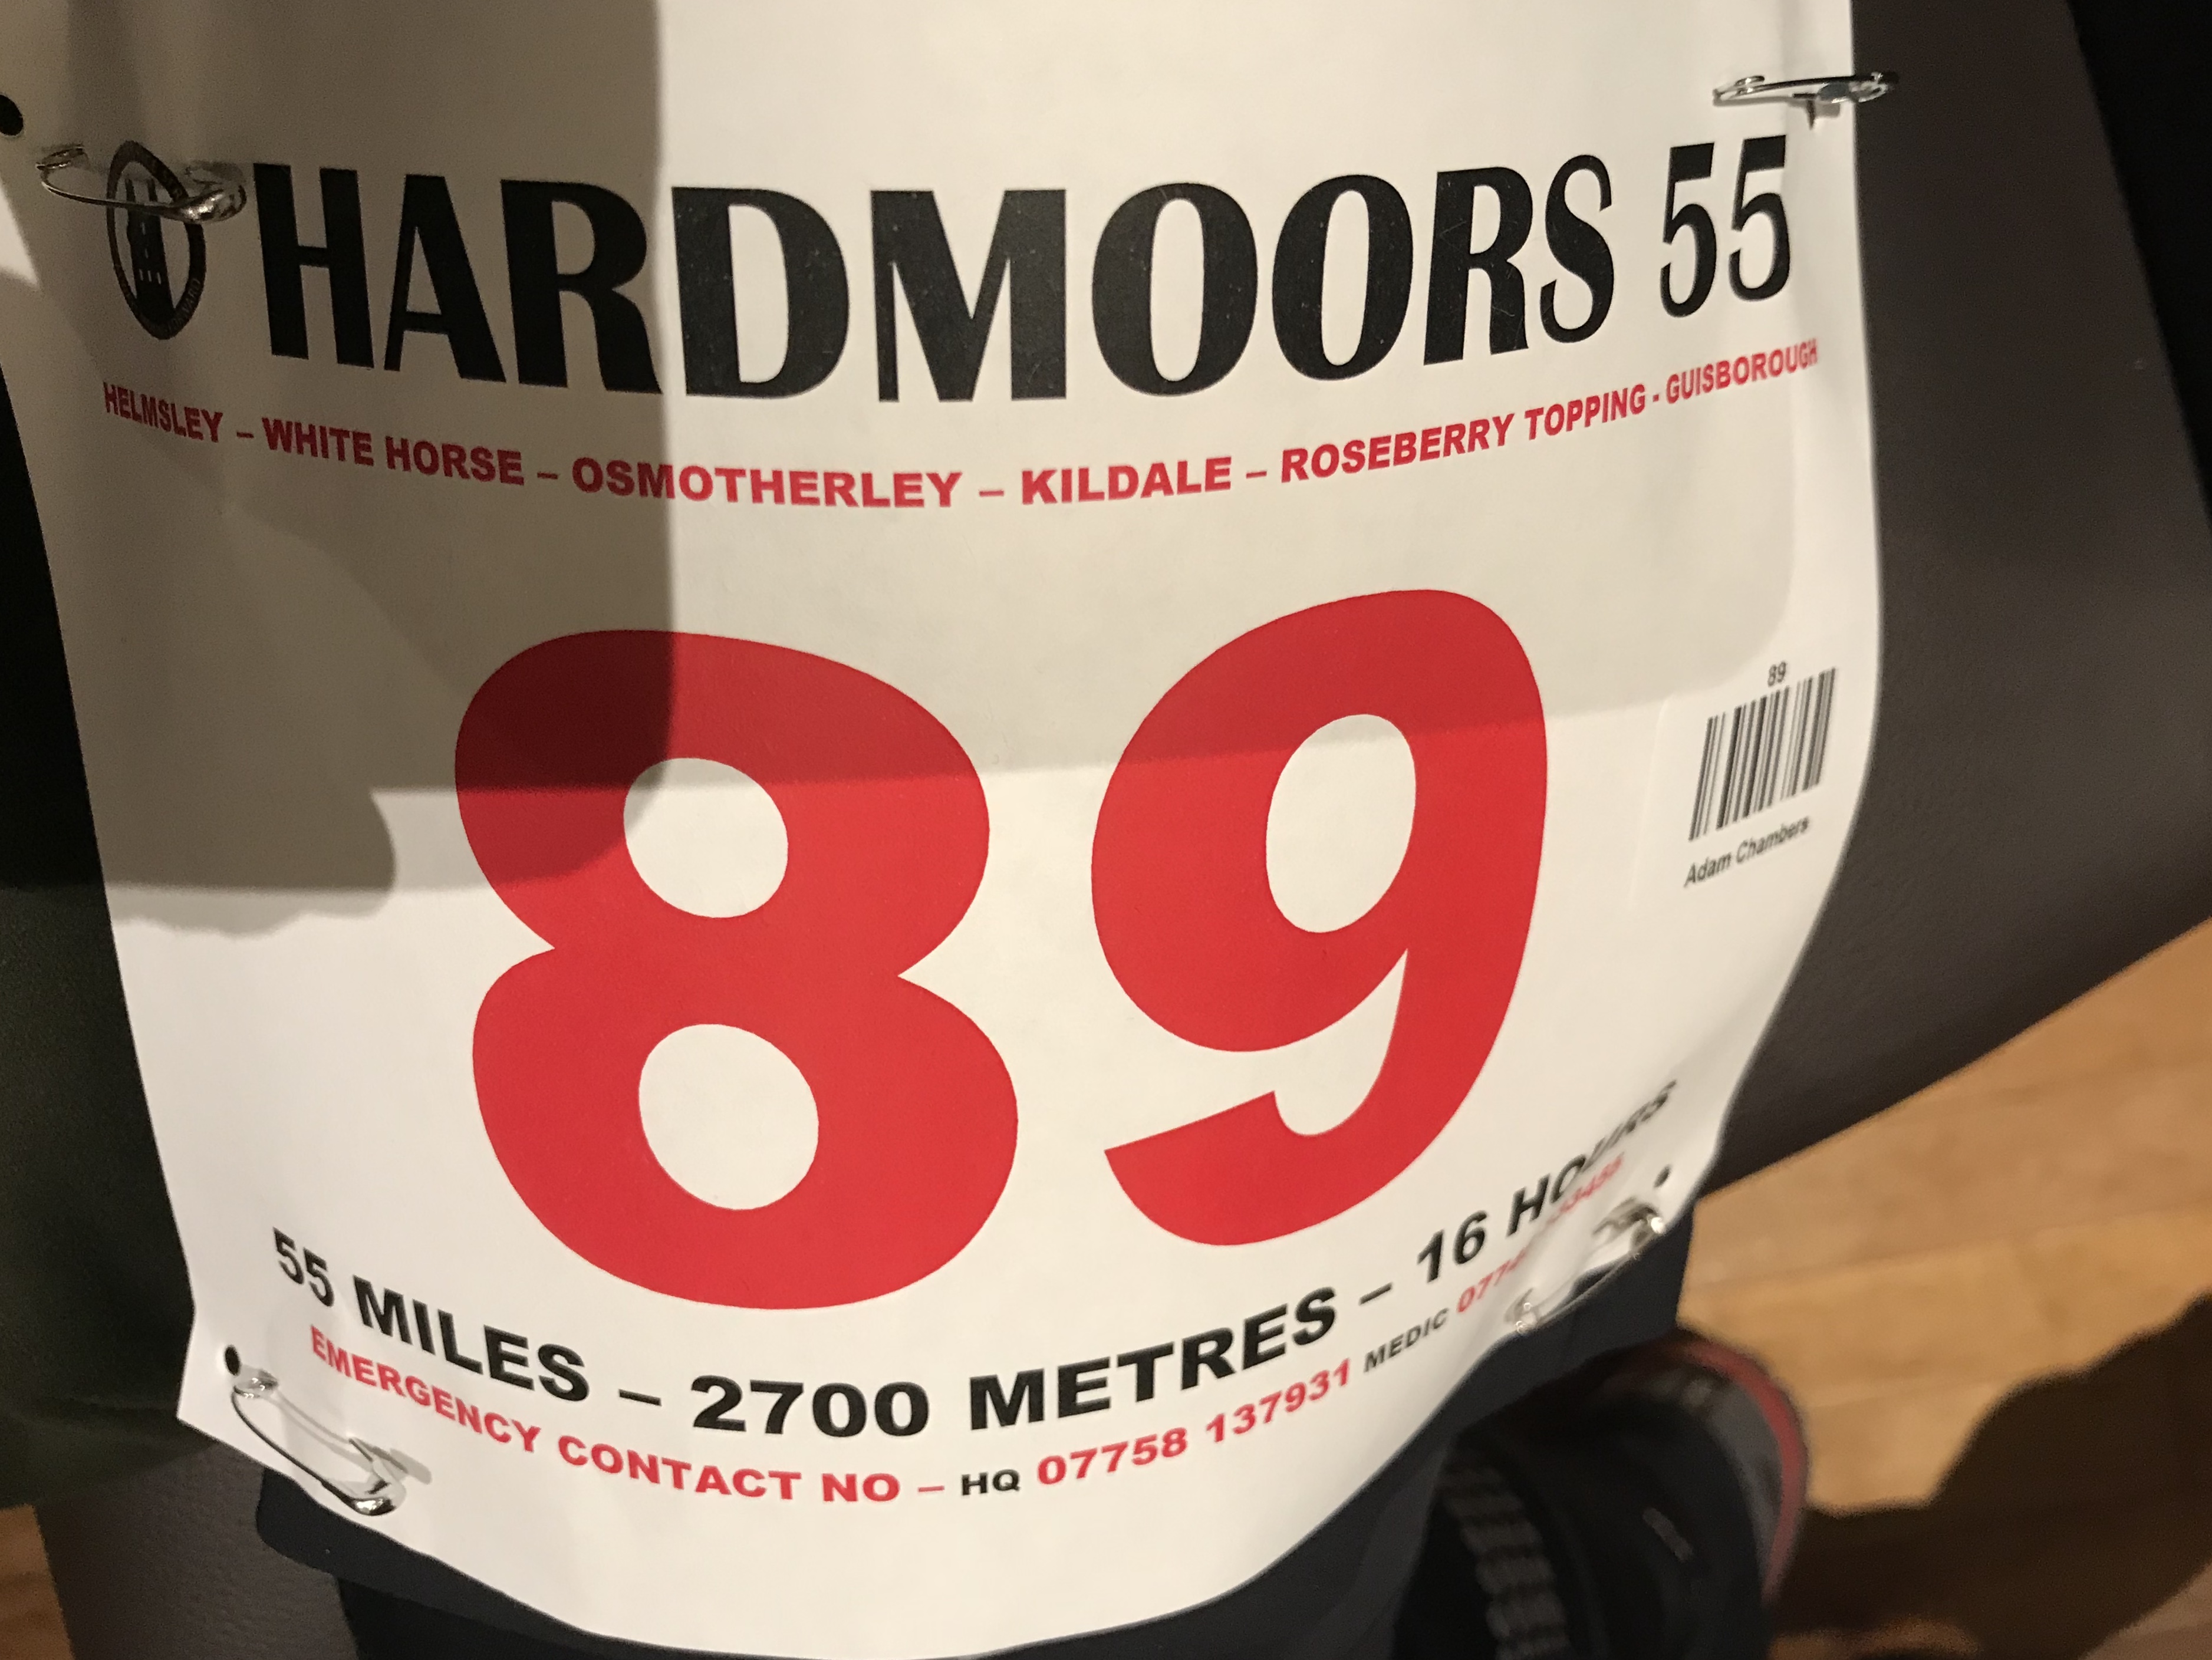 HARDMOORS 55
HELMSLEY – WHITE HORSE – OSMOTHERLEY – KILDALE – ROSEBERRY TOPPING - GUISBOROUGH
89
89
Adam Chambers
55 MILES – 2700 METRES – 16 HOURS
EMERGENCY CONTACT NO – HQ 07758 137931 MEDIC